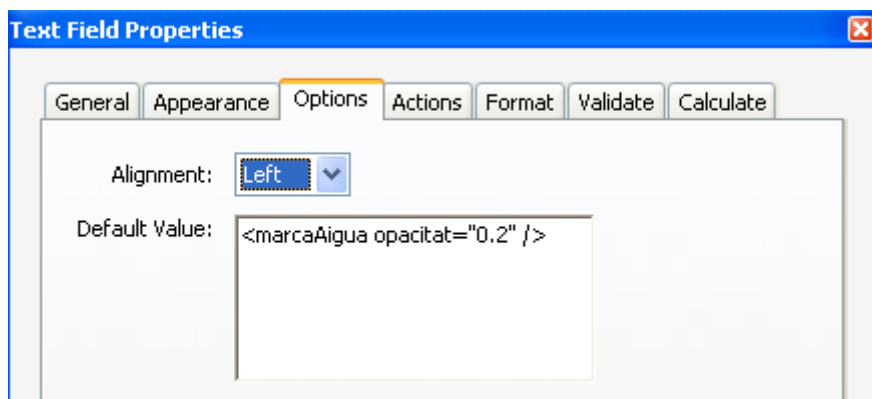 Text Field Properties
General Appearance Options Actions Format Validate Calculate
Alignment: Left
Default Value: <marcaAigua opacitat="0.2" />